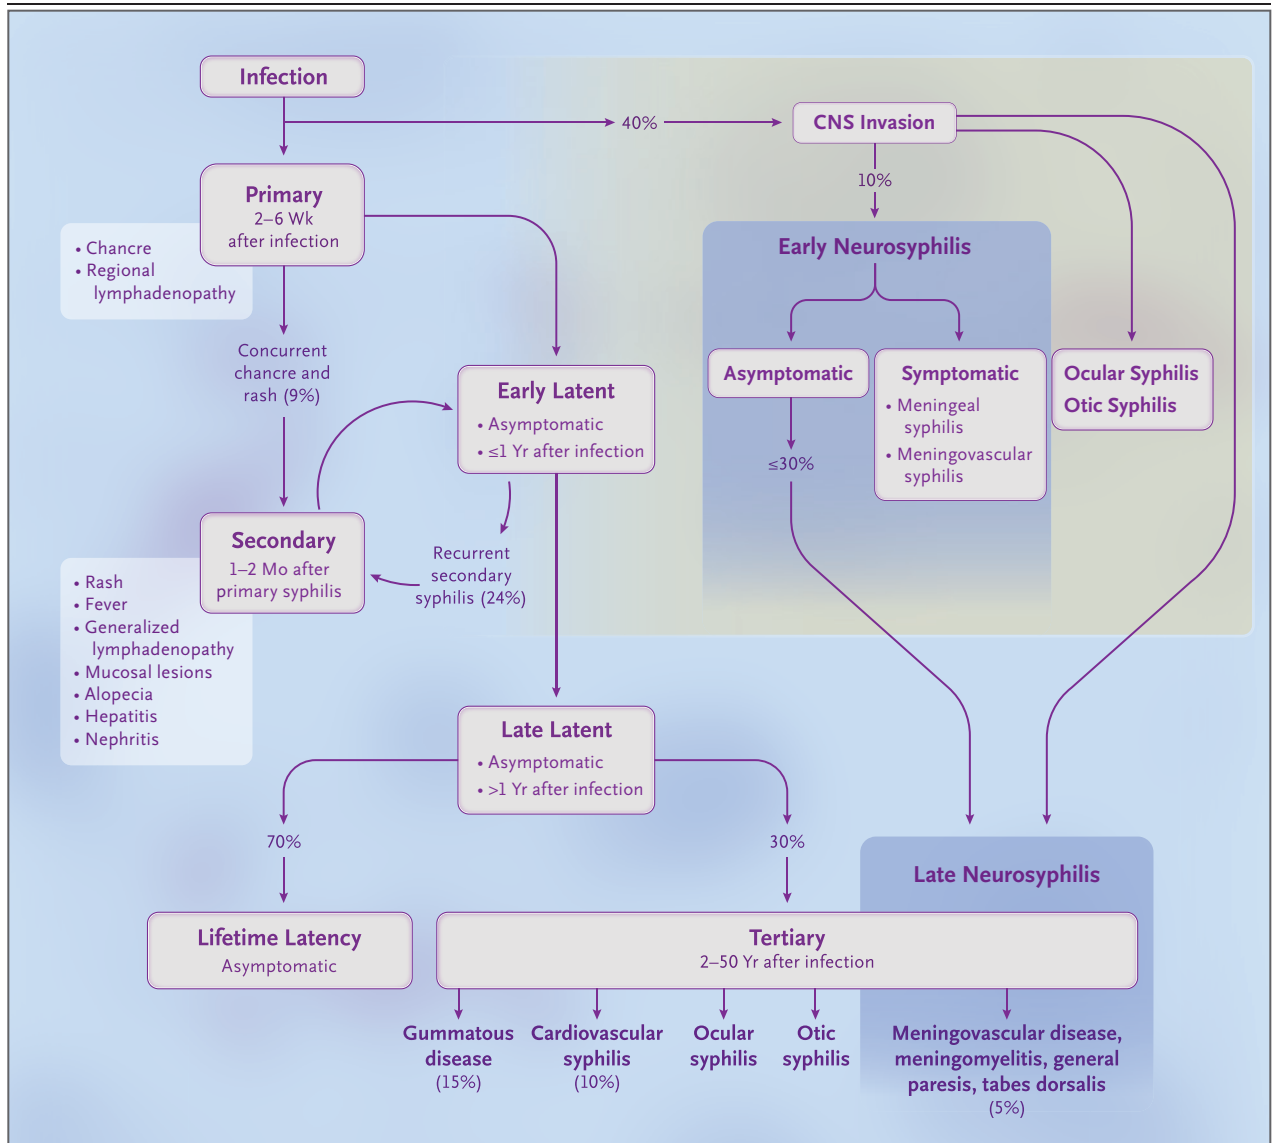 Infection
40%
CNS Invasion
10%
Primary
2–6 Wk
after infection
• Chancre
• Regional
lymphadenopathy
Early Neurosyphilis
Concurrent
chancre and
rash (9%)
Early Latent
• Asymptomatic
• ≤1 Yr after infection
Asymptomatic
≤30%
Symptomatic
• Meningeal
syphilis
• Meningovascular
syphilis
Ocular Syphilis
Otic Syphilis
Secondary
1–2 Mo after
primary syphilis
Recurrent
secondary
syphilis (24%)
• Rash
• Fever
• Generalized
lymphadenopathy
• Mucosal lesions
• Alopecia
• Hepatitis
• Nephritis
Late Latent
• Asymptomatic
• >1 Yr after infection
70%
30%
Late Neurosyphilis
Lifetime Latency
Asymptomatic
Tertiary
2–50 Yr after infection
Gummatous
disease
(15%)
Cardiovascular
syphilis
(10%)
Ocular
syphilis
Otic
syphilis
Meningovascular disease,
meningomyelitis, general
paresis, tabes dorsalis
(5%)